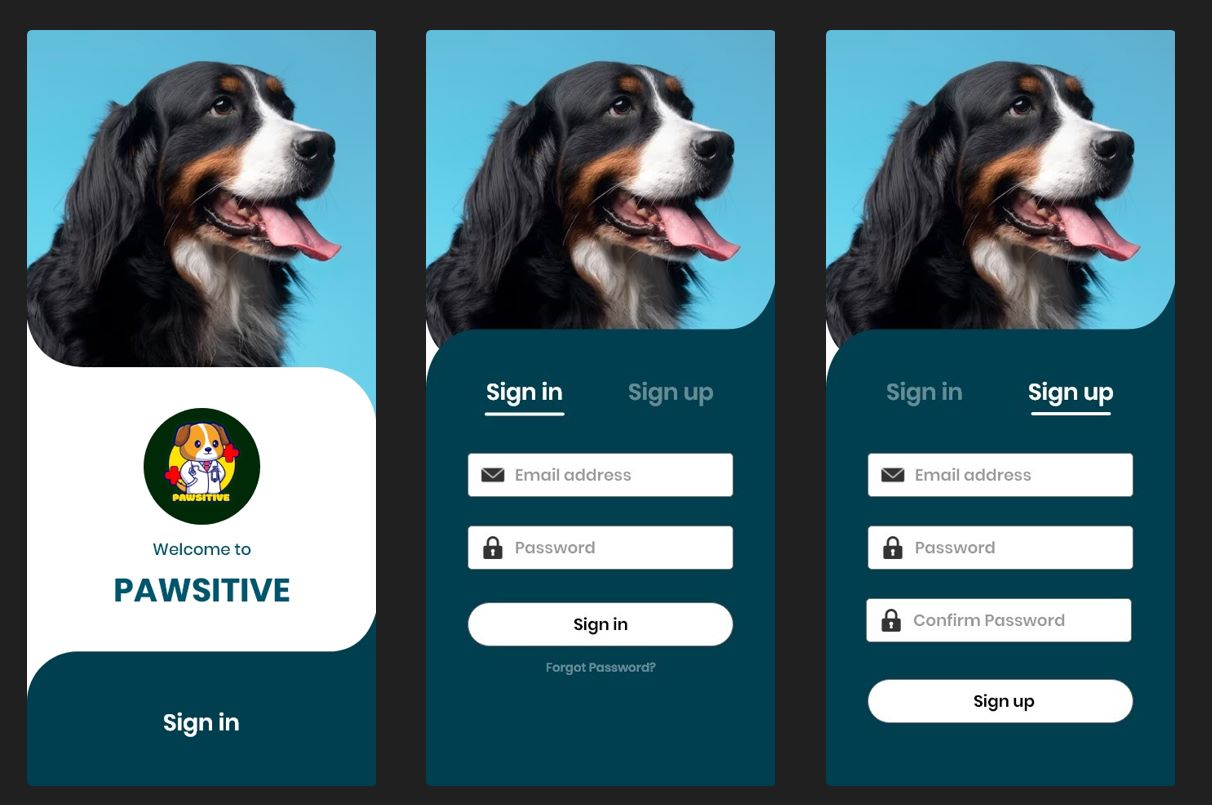 PAWSITIVE
Welcome to
PAWSITIVE
Sign in
Sign in
Sign up
Email address
Password
Sign in
Forgot Password?
Sign in
Sign up
Email address
Password
Confirm Password
Sign up